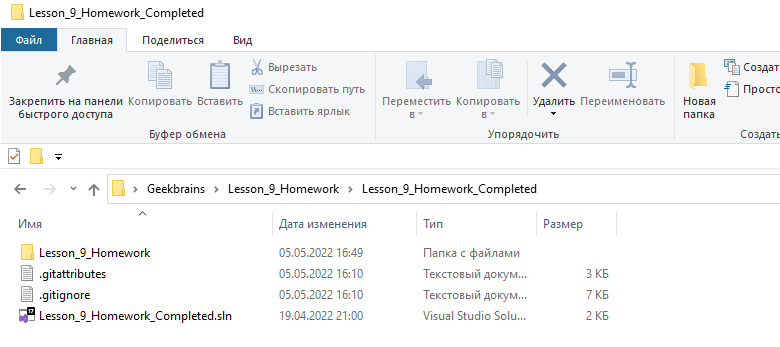 Lesson_9_Homework_Completed
Файл Главная Поделиться Вид
Закрепить на панели быстрого доступа
Копировать
Вставить
Вырезать
Скопировать путь
Вставить ярлык
Буфер обмена
Переместить в
Копировать в
Удалить
Переименовать
Упорядочить
Новая папка
Создат
Просто
Создать
Geekbrains Lesson_9_Homework Lesson_9_Homework_Completed
Имя Дата изменения Тип Размер
Lesson_9_Homework 05.05.2022 16:49 Папка с файлами
.gitattributes 05.05.2022 16:10 Текстовый докум... 3 КБ
.gitignore 05.05.2022 16:10 Текстовый докум... 7 КБ
Lesson_9_Homework_Completed.sln 19.04.2022 21:00 Visual Studio Solu... 2 КБ